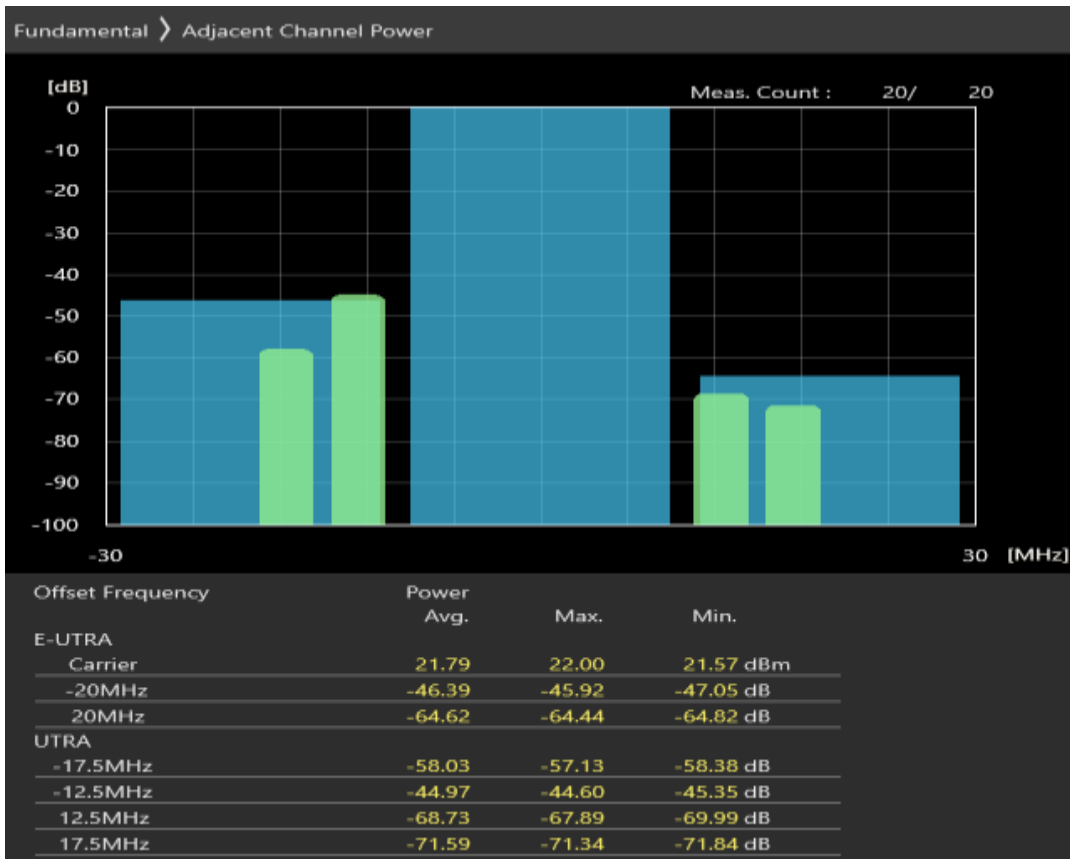 Fundamental ❯ Adjacent Channel Power
[dB]
Meas. Count : 20/ 20
0
-10
-20
-30
-40
-50
-60
-70
-80
-90
-100
-30 30 [MHz]
Offset Frequency Power
Avg. Max. Min.
E-UTRA
Carrier 21.79 22.00 21.57 dBm
-20MHz -46.39 -45.92 -47.05 dB
20MHz -64.62 -64.44 -64.82 dB
UTRA
-17.5MHz -58.03 -57.13 -58.38 dB
-12.5MHz -44.97 -44.60 -45.35 dB
12.5MHz -68.73 -67.89 -69.99 dB
17.5MHz -71.59 -71.34 -71.84 dB